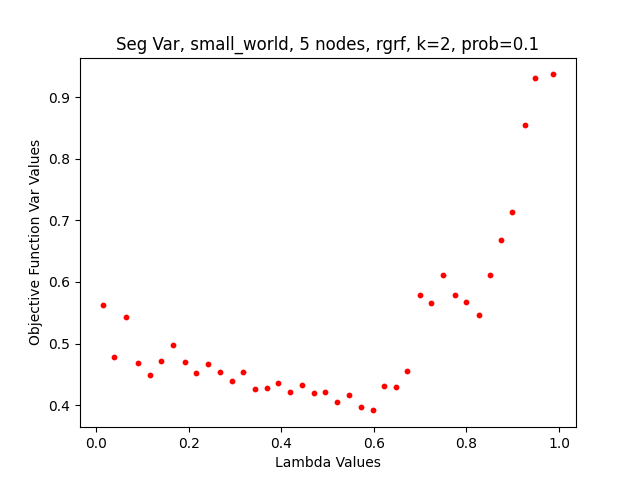 Seg Var, small_world, 5 nodes, rgrf, k=2, prob=0.1
Objective Function Var Values
0.9
0.8
0.7
0.6
0.5
0.4
0.0 0.2 0.4 0.6 0.8 1.0
Lambda Values